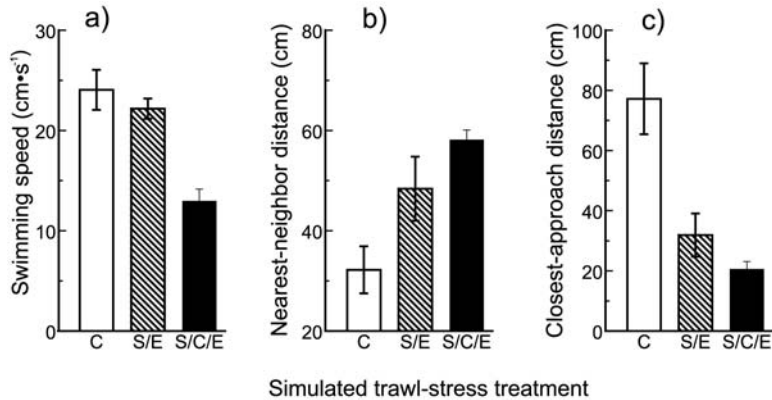 a)
Swimming speed (cm•s⁻¹)
30
20
10
0
C S/E S/C/E
b)
Nearest-neighbor distance (cm)
80
60
40
20
C S/E S/C/E
c)
Closest-approach distance (cm)
100
80
60
40
20
0
C S/E S/C/E
Simulated trawl-stress treatment